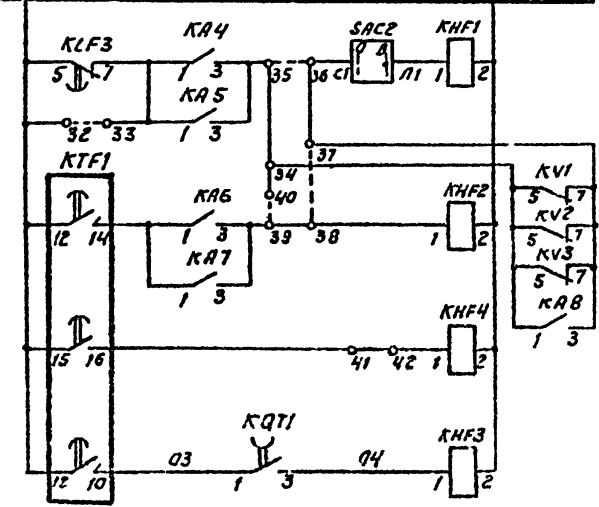 KLF3 KA4 SAC2 KHF1
5 7 1 3 35 36 C1 Л1 1 2
KA5
32 33 1 3
37
KTF1 34 KV1
KA6 40 KHF2 5 7
KV2
12 14 1 3 39 38 1 2 5 7
KA7 KV3
5 7
1 3 KA8
KHF4
1 3
15 16 41 42 1 2
KQT1 KHF3
12 10 03 1 3 04 1 2